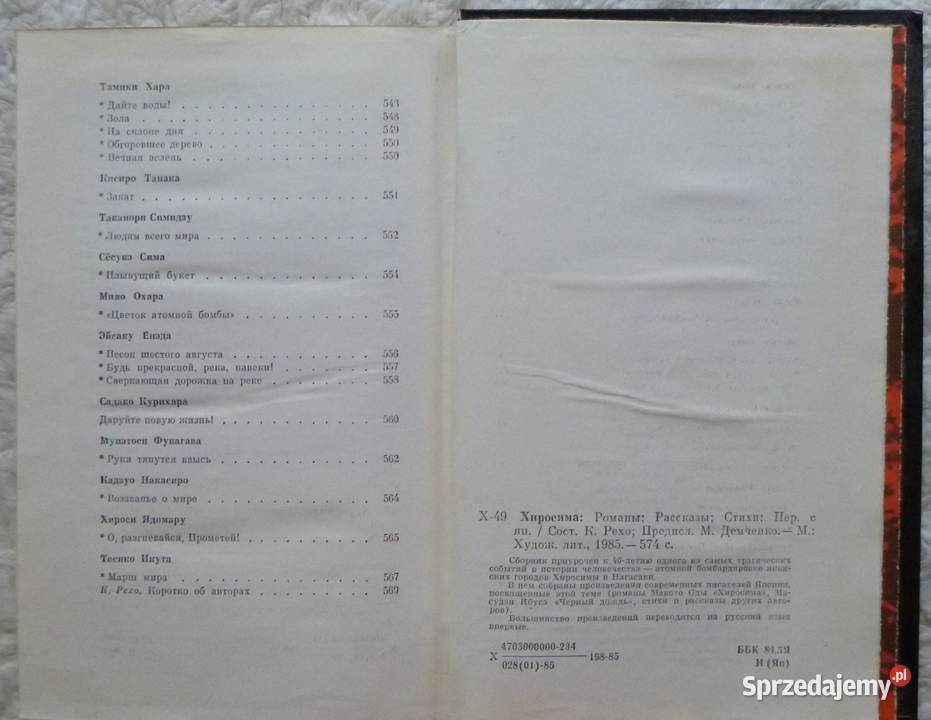 Тамики Хара
* Дайте воды! . . . . . . . . . . . . . 543
* Зола . . . . . . . . . . . . . . . . 548
* На склоне дня . . . . . . . . . . . . 549
* Обгоревшее дерево . . . . . . . . . . 550
* Вечная зелень . . . . . . . . . . . . 550
Кисиро Танака
* Закат . . . . . . . . . . . . . . . 551
Таканори Симидзу
* Людям всего мира . . . . . . . . . . . 552
Сёсукэ Сима
* Плывущий букет . . . . . . . . . . . 554
Мияо Охара
* «Цветок атомной бомбы» . . . . . . . . . 555
Эйсаку Ёнэда
* Песок шестого августа . . . . . . . . . 556
* Будь прекрасной, река, навеки! . . . . . . 557
* Сверкающая дорожка на реке . . . . . . . 558
Садако Курихара
Даруйте новую жизнь! . . . . . . . . . . 560
Мунэтоси Фукагава
* Руки тянутся ввысь . . . . . . . . . . 562
Кадзуо Накасиро
* Воззванье о мире . . . . . . . . . . . 564
Хироси Ядомару
* О, разгневайся, Прометей! . . . . . . . . 565
Тосико Икута
* Марш мира . . . . . . . . . . . . . 567
К. Рехо. Коротко об авторах . . . . . . . . 569
Х-49 Хиросима: Романы; Рассказы; Стихи: Пер. с
яп. / Сост. К. Рехо; Предисл. М. Демченко.— М.:
Худож. лит., 1985.— 574 с.
Сборник приурочен к 40-летию одного из самых трагических
событий в истории человечества — атомной бомбардировке япон-
ских городов Хиросимы и Нагасаки.
В нем собраны произведения современных писателей Японии,
посвященные этой теме (романы Макото Оды «Хиросима», Ма-
судзи Ибусэ «Черный дождь», стихи и рассказы других авто-
ров).
Большинство произведений переводится на русский язык
впервые.
Х 4703000000-234 / 028(01)-85 198-85
ББК 84.5Я
И (Яп)
Sprzedajemy.pl